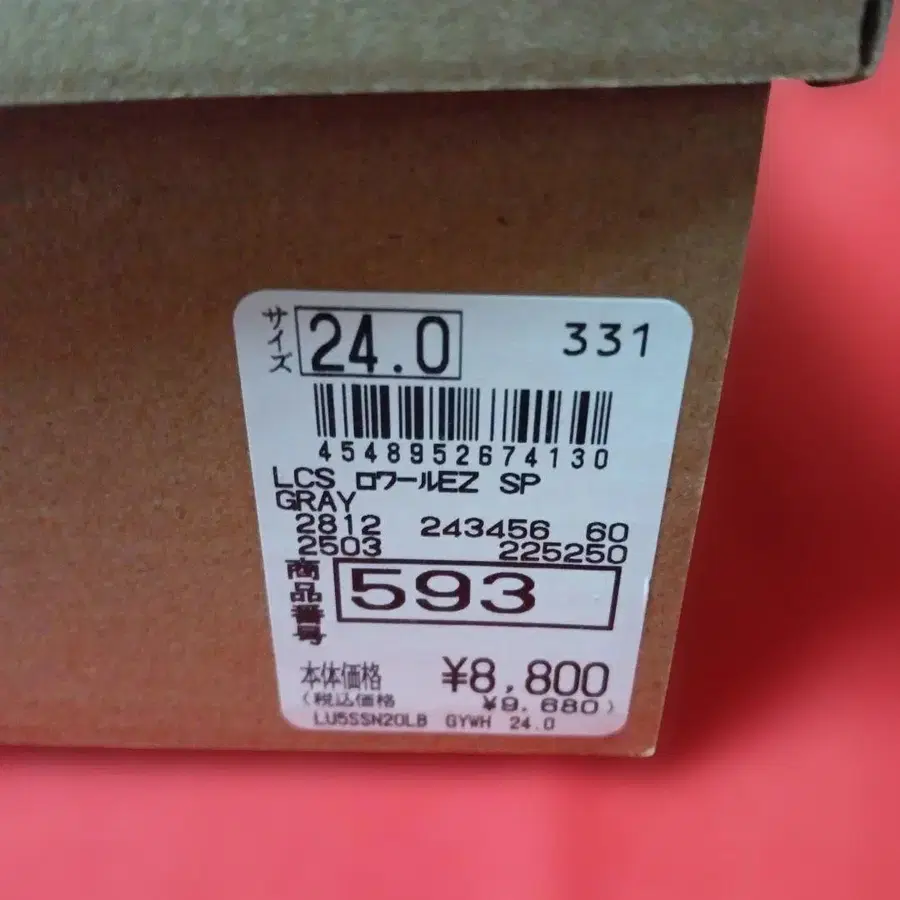 サイズ 24.0 331
4548952674130
LCS ロワールEZ SP
GRAY
2812 243456 60
2503 225250
商品番号 593
本体価格 ¥8,800
(税込価格 ¥9,680)
LU5SSN20LB GYWH 24.0